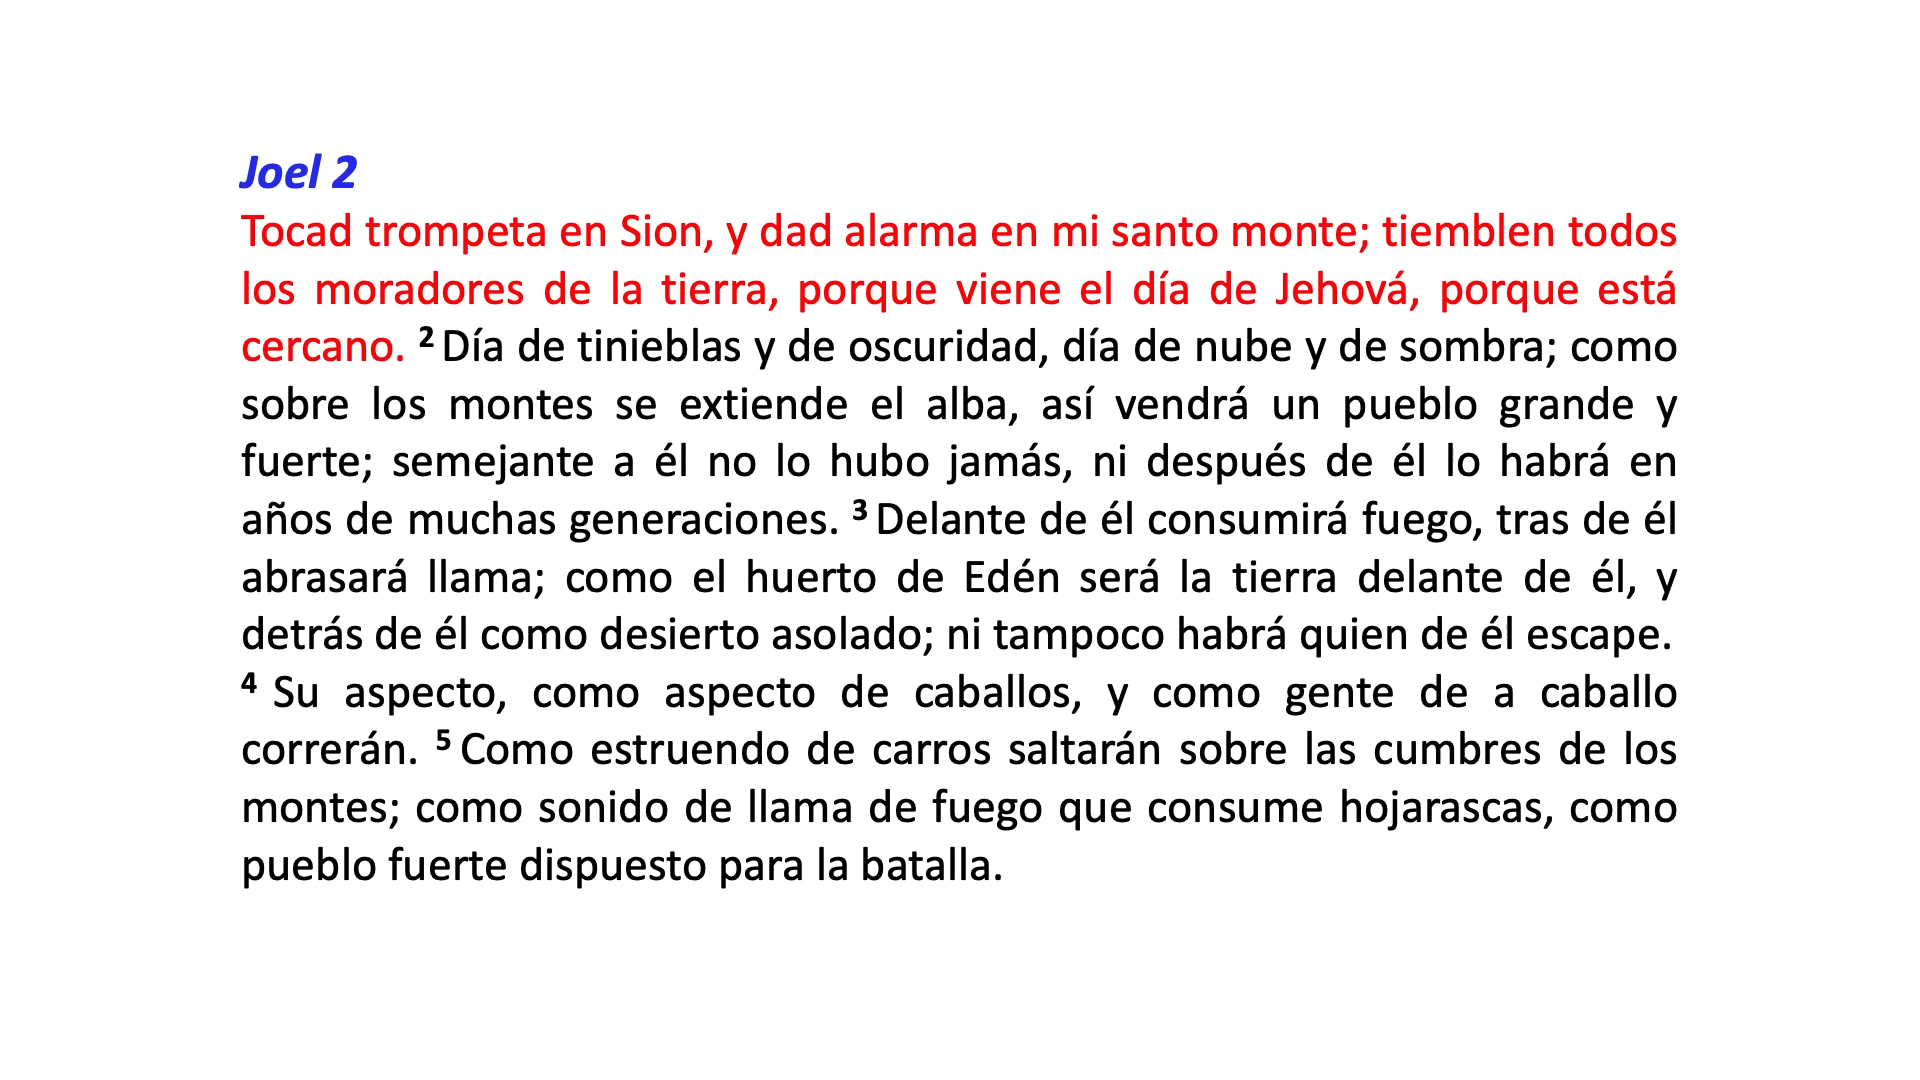 Joel 2
Tocad trompeta en Sion, y dad alarma en mi santo monte; tiemblen todos
los moradores de la tierra, porque viene el día de Jehová, porque está
cercano. 2 Día de tinieblas y de oscuridad, día de nube y de sombra; como
sobre los montes se extiende el alba, así vendrá un pueblo grande y
fuerte; semejante a él no lo hubo jamás, ni después de él lo habrá en
años de muchas generaciones. 3 Delante de él consumirá fuego, tras de él
abrasará llama; como el huerto de Edén será la tierra delante de él, y
detrás de él como desierto asolado; ni tampoco habrá quien de él escape.
4 Su aspecto, como aspecto de caballos, y como gente de a caballo
correrán. 5 Como estruendo de carros saltarán sobre las cumbres de los
montes; como sonido de llama de fuego que consume hojarascas, como
pueblo fuerte dispuesto para la batalla.